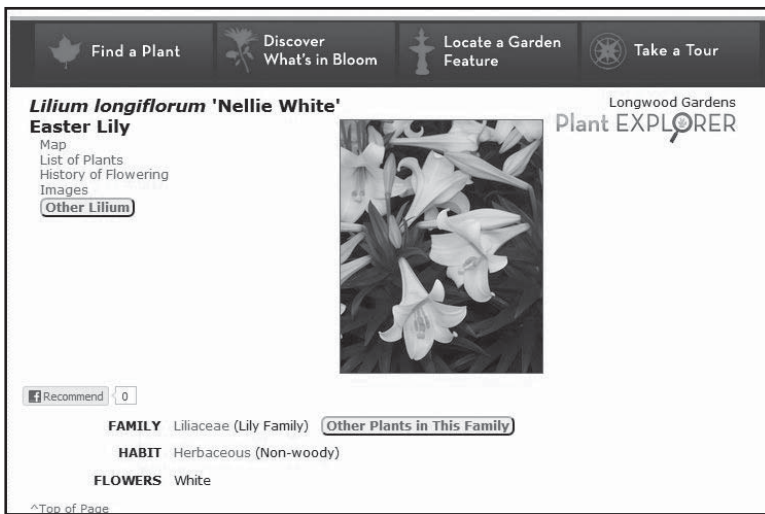 Find a Plant
Discover
What's in Bloom
Locate a Garden
Feature
Take a Tour
Lilium longiflorum 'Nellie White'
Easter Lily
Map
List of Plants
History of Flowering
Images
Other Lilium
Longwood Gardens
Plant EXPLORER
Recommend 0
FAMILY Liliaceae (Lily Family) Other Plants in This Family
HABIT Herbaceous (Non-woody)
FLOWERS White
^Top of Page